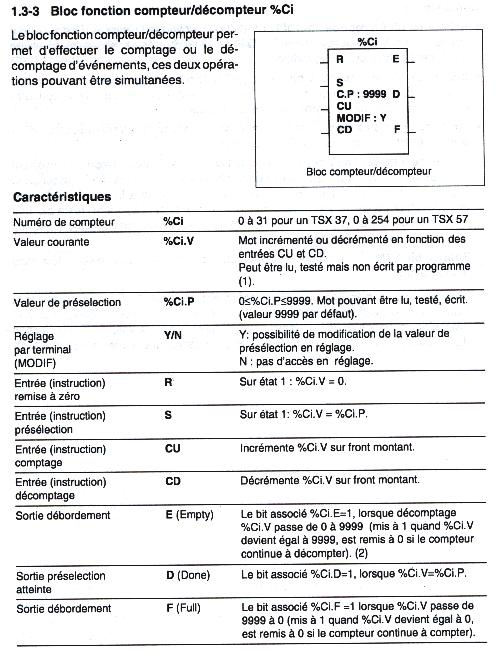 1.3-3 Bloc fonction compteur/décompteur %Ci
Le bloc fonction compteur/décompteur per-
met d'effectuer le comptage ou le dé-
comptage d'événements, ces deux opéra-
tions pouvant être simultanées.
%Ci
R E
S
C.P : 9999 D
CU
MODIF : Y
CD F
Bloc compteur/décompteur
Caractéristiques
Numéro de compteur %Ci 0 à 31 pour un TSX 37, 0 à 254 pour un TSX 57
Valeur courante %Ci.V Mot incrémenté ou décrémenté en fonction des
entrées CU et CD.
Peut être lu, testé mais non écrit par programme
(1).
Valeur de préselection %Ci.P 0≤%Ci.P≤9999. Mot pouvant être lu, testé, écrit.
(valeur 9999 par défaut).
Réglage Y/N Y: possibilité de modification de la valeur de
par terminal présélection en réglage.
(MODIF) N : pas d'accès en réglage.
Entrée (instruction) R Sur état 1 : %Ci.V = 0.
remise à zéro
Entrée (instruction) S Sur état 1: %Ci.V = %Ci.P.
présélection
Entrée (instruction) CU Incrémente %Ci.V sur front montant.
comptage
Entrée (instruction) CD Décrémente %Ci.V sur front montant.
décomptage
Sortie débordement E (Empty) Le bit associé %Ci.E=1, lorsque décomptage
%Ci.V passe de 0 à 9999 (mis à 1 quand %Ci.V
devient égal à 9999, est remis à 0 si le compteur
continue à décompter). (2)
Sortie préselection D (Done) Le bit associé %Ci.D=1, lorsque %Ci.V=%Ci.P.
atteinte
Sortie débordement F (Full) Le bit associé %Ci.F =1 lorsque %Ci.V passe de
9999 à 0 (mis à 1 quand %Ci.V devient égal à 0,
est remis à 0 si le compteur continue à compter).